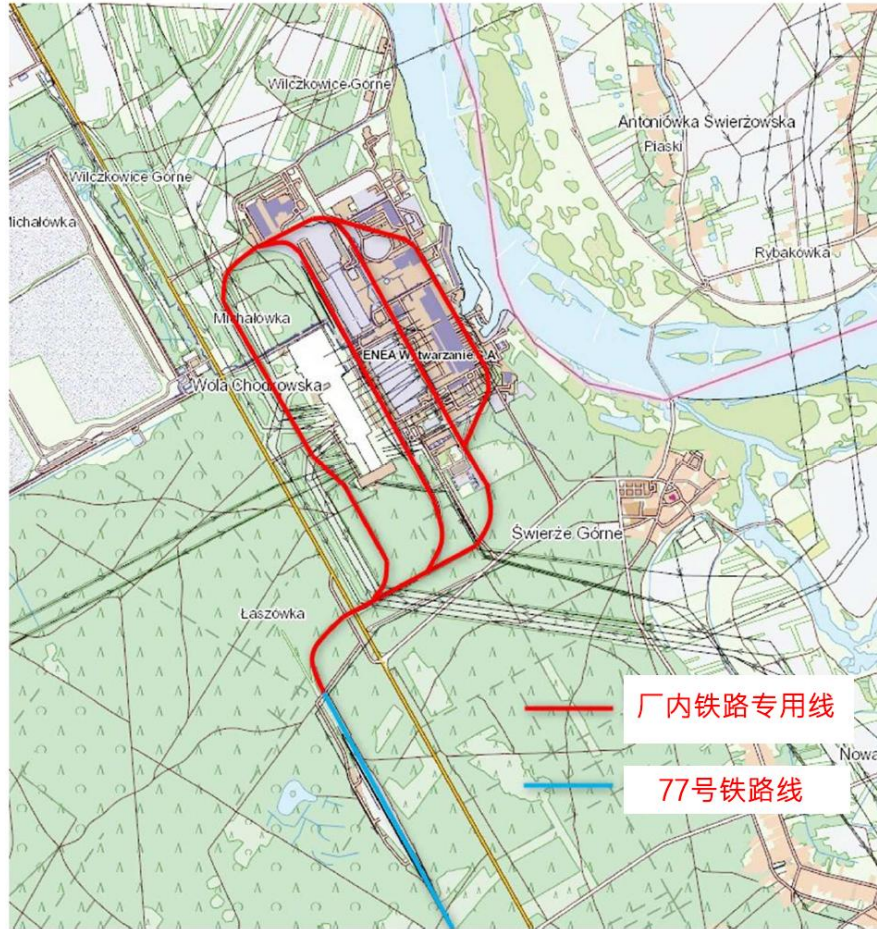 Wilczkowice Górne
Antoniówka Świerżowska
Piaski
Wilczkowice Górne
Michałówka
Rybakówka
Michałówka
ENEA Wytwarzanie S.A
Wola Chodkowska
Świerże Górne
Łaszówka
厂内铁路专用线
Nowa
77号铁路线